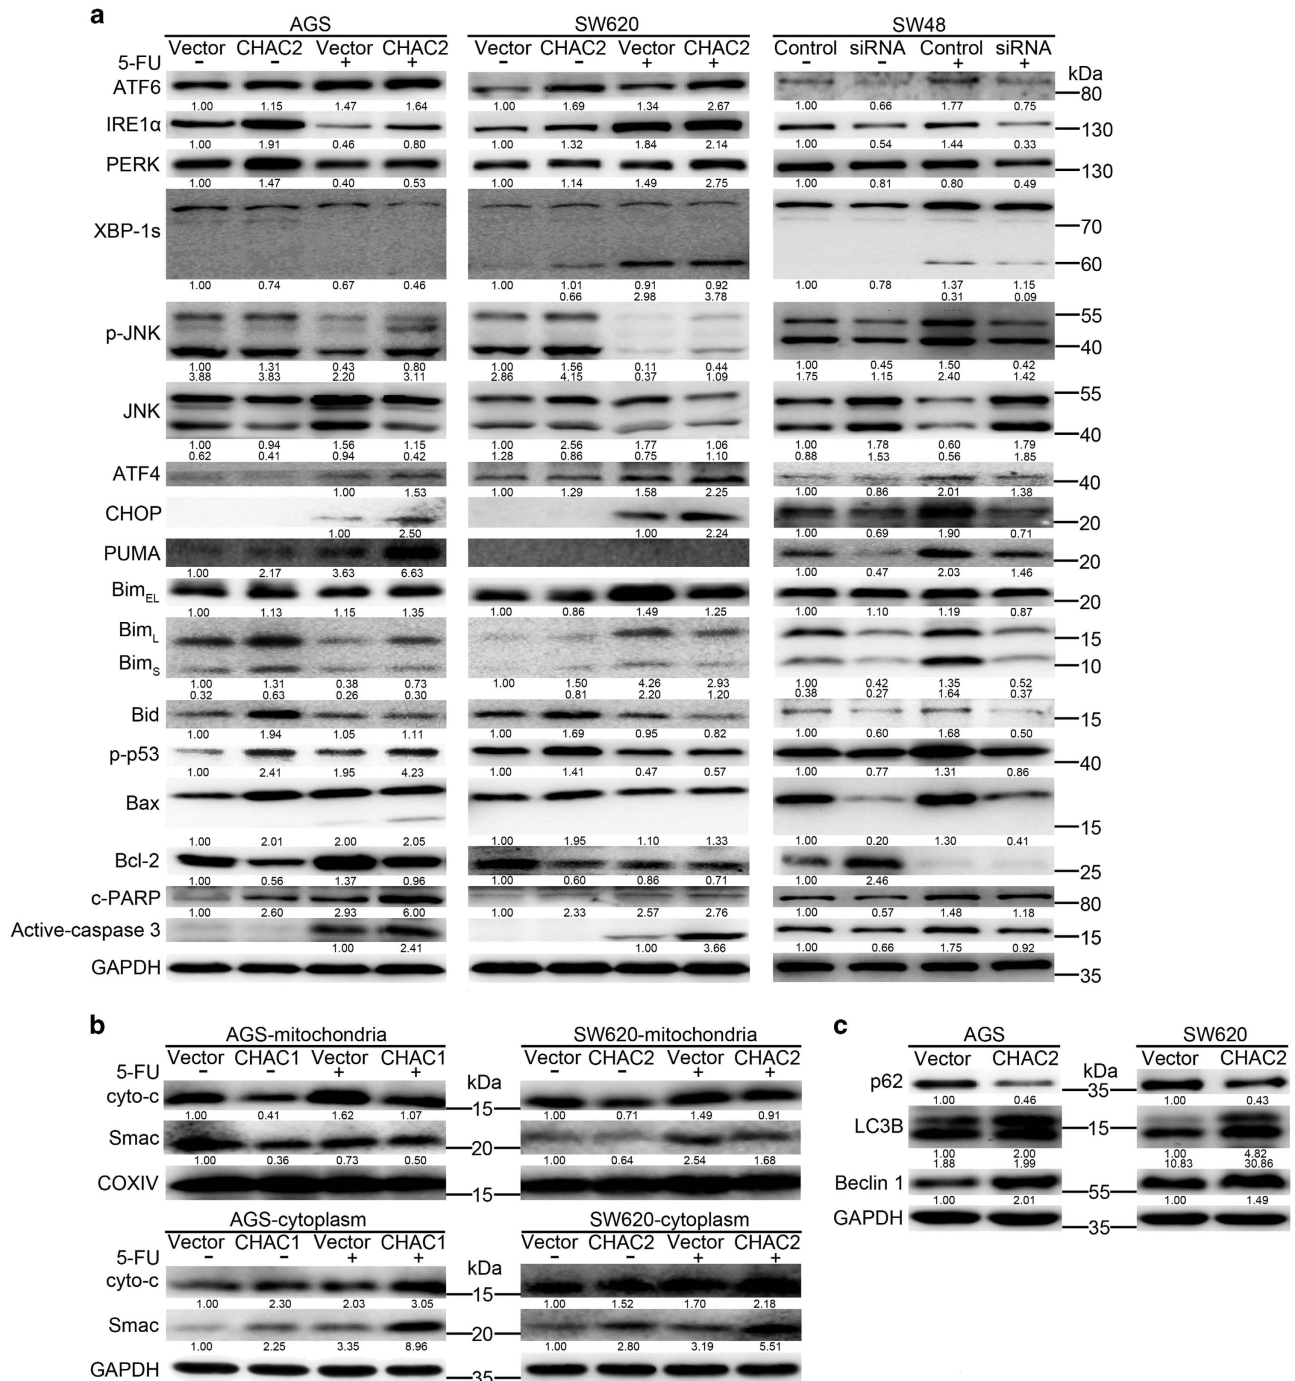 a
AGS SW620 SW48
Vector CHAC2 Vector CHAC2 Vector CHAC2 Vector CHAC2 Control siRNA Control siRNA
5-FU - - + + - - + + - - + + kDa
ATF6 80
1.00 1.15 1.47 1.64 1.00 1.69 1.34 2.67 1.00 0.66 1.77 0.75
IRE1α 130
1.00 1.91 0.46 0.80 1.00 1.32 1.84 2.14 1.00 0.54 1.44 0.33
PERK 130
1.00 1.47 0.40 0.53 1.00 1.14 1.49 2.75 1.00 0.81 0.80 0.49
XBP-1s 70
60
1.00 0.74 0.67 0.46 1.00 1.01 0.91 0.92 1.00 0.78 1.37 1.15
0.66 2.98 3.78 0.31 0.09
55
p-JNK 40
1.00 1.31 0.43 0.80 1.00 1.56 0.11 0.44 1.00 0.45 1.50 0.42
3.88 3.83 2.20 3.11 2.86 4.15 0.37 1.09 1.75 1.15 2.40 1.42
55
JNK 40
1.00 0.94 1.56 1.15 1.00 2.56 1.77 1.06 1.00 1.78 0.60 1.79
0.62 0.41 0.94 0.42 1.28 0.86 0.75 1.10 0.88 1.53 0.56 1.85
ATF4 40
1.00 1.53 1.00 1.29 1.58 2.25 1.00 0.86 2.01 1.38
CHOP 20
1.00 2.50 1.00 2.24 1.00 0.69 1.90 0.71
PUMA 20
1.00 2.17 3.63 6.63 1.00 0.47 2.03 1.46
BimEL 20
1.00 1.13 1.15 1.35 1.00 0.86 1.49 1.25 1.00 1.10 1.19 0.87
BimL 15
BimS 10
1.00 1.31 0.38 0.73 1.00 1.50 4.26 2.93 1.00 0.42 1.35 0.52
0.32 0.63 0.26 0.30 0.81 2.20 1.20 0.38 0.27 1.64 0.37
Bid 15
1.00 1.94 1.05 1.11 1.00 1.69 0.95 0.82 1.00 0.60 1.68 0.50
p-p53 40
1.00 2.41 1.95 4.23 1.00 1.41 0.47 0.57 1.00 0.77 1.31 0.86
Bax 15
1.00 2.01 2.00 2.05 1.00 1.95 1.10 1.33 1.00 0.20 1.30 0.41
Bcl-2 25
1.00 0.56 1.37 0.96 1.00 0.60 0.86 0.71 1.00 2.46
c-PARP 80
1.00 2.60 2.93 6.00 1.00 2.33 2.57 2.76 1.00 0.57 1.48 1.18
Active-caspase 3 15
1.00 2.41 1.00 3.66 1.00 0.66 1.75 0.92
GAPDH 35
b
AGS-mitochondria SW620-mitochondria
Vector CHAC1 Vector CHAC1 Vector CHAC2 Vector CHAC2
5-FU - - + + kDa - - + +
cyto-c 15
1.00 0.41 1.62 1.07 1.00 0.71 1.49 0.91
Smac 20
1.00 0.36 0.73 0.50 1.00 0.64 2.54 1.68
COXIV 15
AGS-cytoplasm SW620-cytoplasm
Vector CHAC1 Vector CHAC1 Vector CHAC2 Vector CHAC2
5-FU - - + + kDa - - + +
cyto-c 15
1.00 2.30 2.03 3.05 1.00 1.52 1.70 2.18
Smac 20
1.00 2.25 3.35 8.96 1.00 2.80 3.19 5.51
GAPDH 35
c
AGS SW620
Vector CHAC2 kDa Vector CHAC2
p62 35
1.00 0.46 1.00 0.43
LC3B 15
1.00 2.00 1.00 4.82
1.88 1.99 10.83 30.86
Beclin 1 55
1.00 2.01 1.00 1.49
GAPDH 35